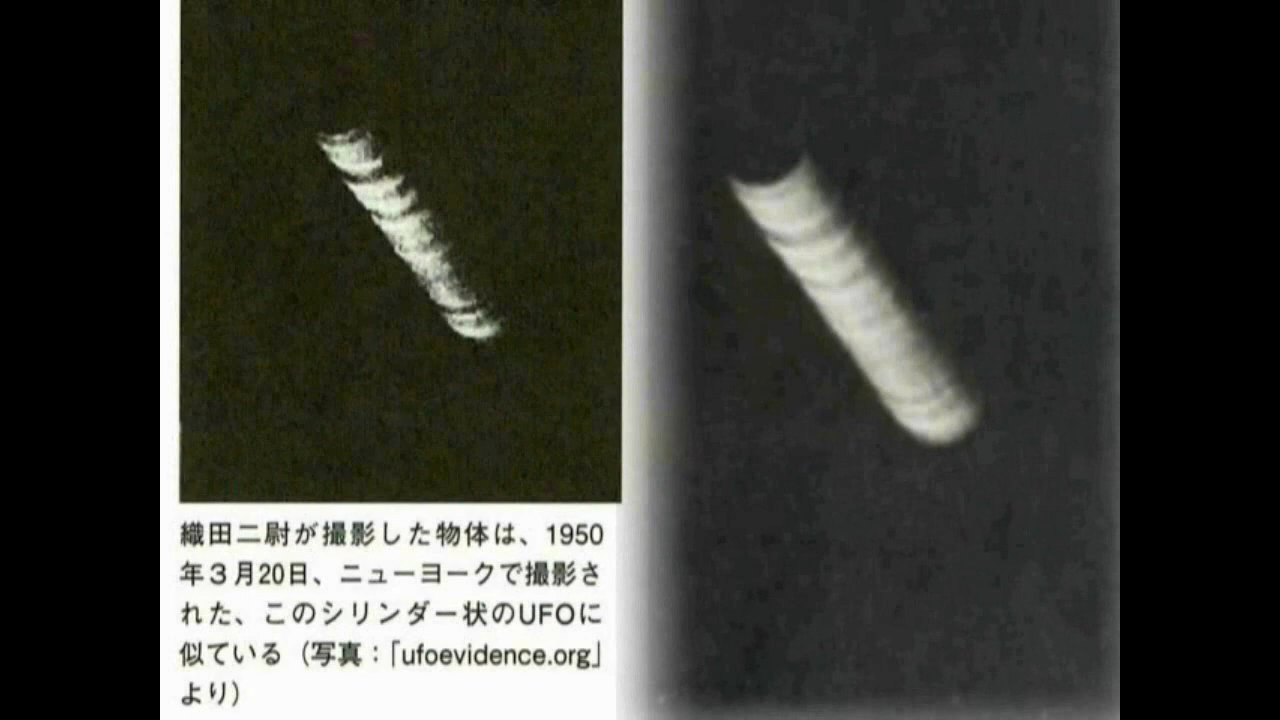 織田二尉が撮影した物体は、1950
年３月20日、ニューヨークで撮影さ
れた、このシリンダー状のUFOに
似ている（写真：「ufoevidence.org」
より）